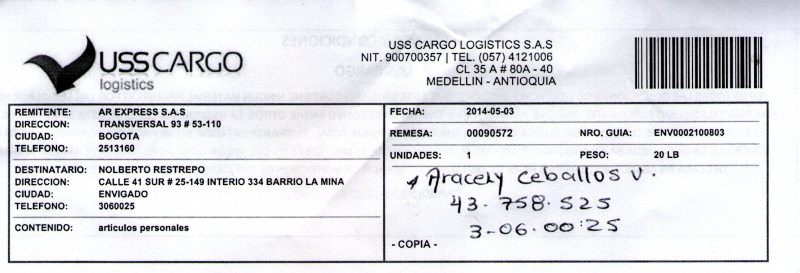 USSCARGO
logistics
USS CARGO LOGISTICS S.A.S
NIT. 900700357 | TEL. (057) 4121006
CL 35 A # 80A - 40
MEDELLIN - ANTIOQUIA
REMITENTE: AR EXPRESS S.A.S
DIRECCION: TRANSVERSAL 93 # 53-110
CIUDAD: BOGOTA
TELEFONO: 2513160
DESTINATARIO: NOLBERTO RESTREPO
DIRECCION: CALLE 41 SUR # 25-149 INTERIO 334 BARRIO LA MINA
CIUDAD: ENVIGADO
TELEFONO: 3060025
CONTENIDO: articulos personales
FECHA: 2014-05-03
REMESA: 00090572 NRO. GUIA: ENV0002100803
UNIDADES: 1 PESO: 20 LB
Aracely Ceballos V.
43.758.525
3-06.00.25
- COPIA -